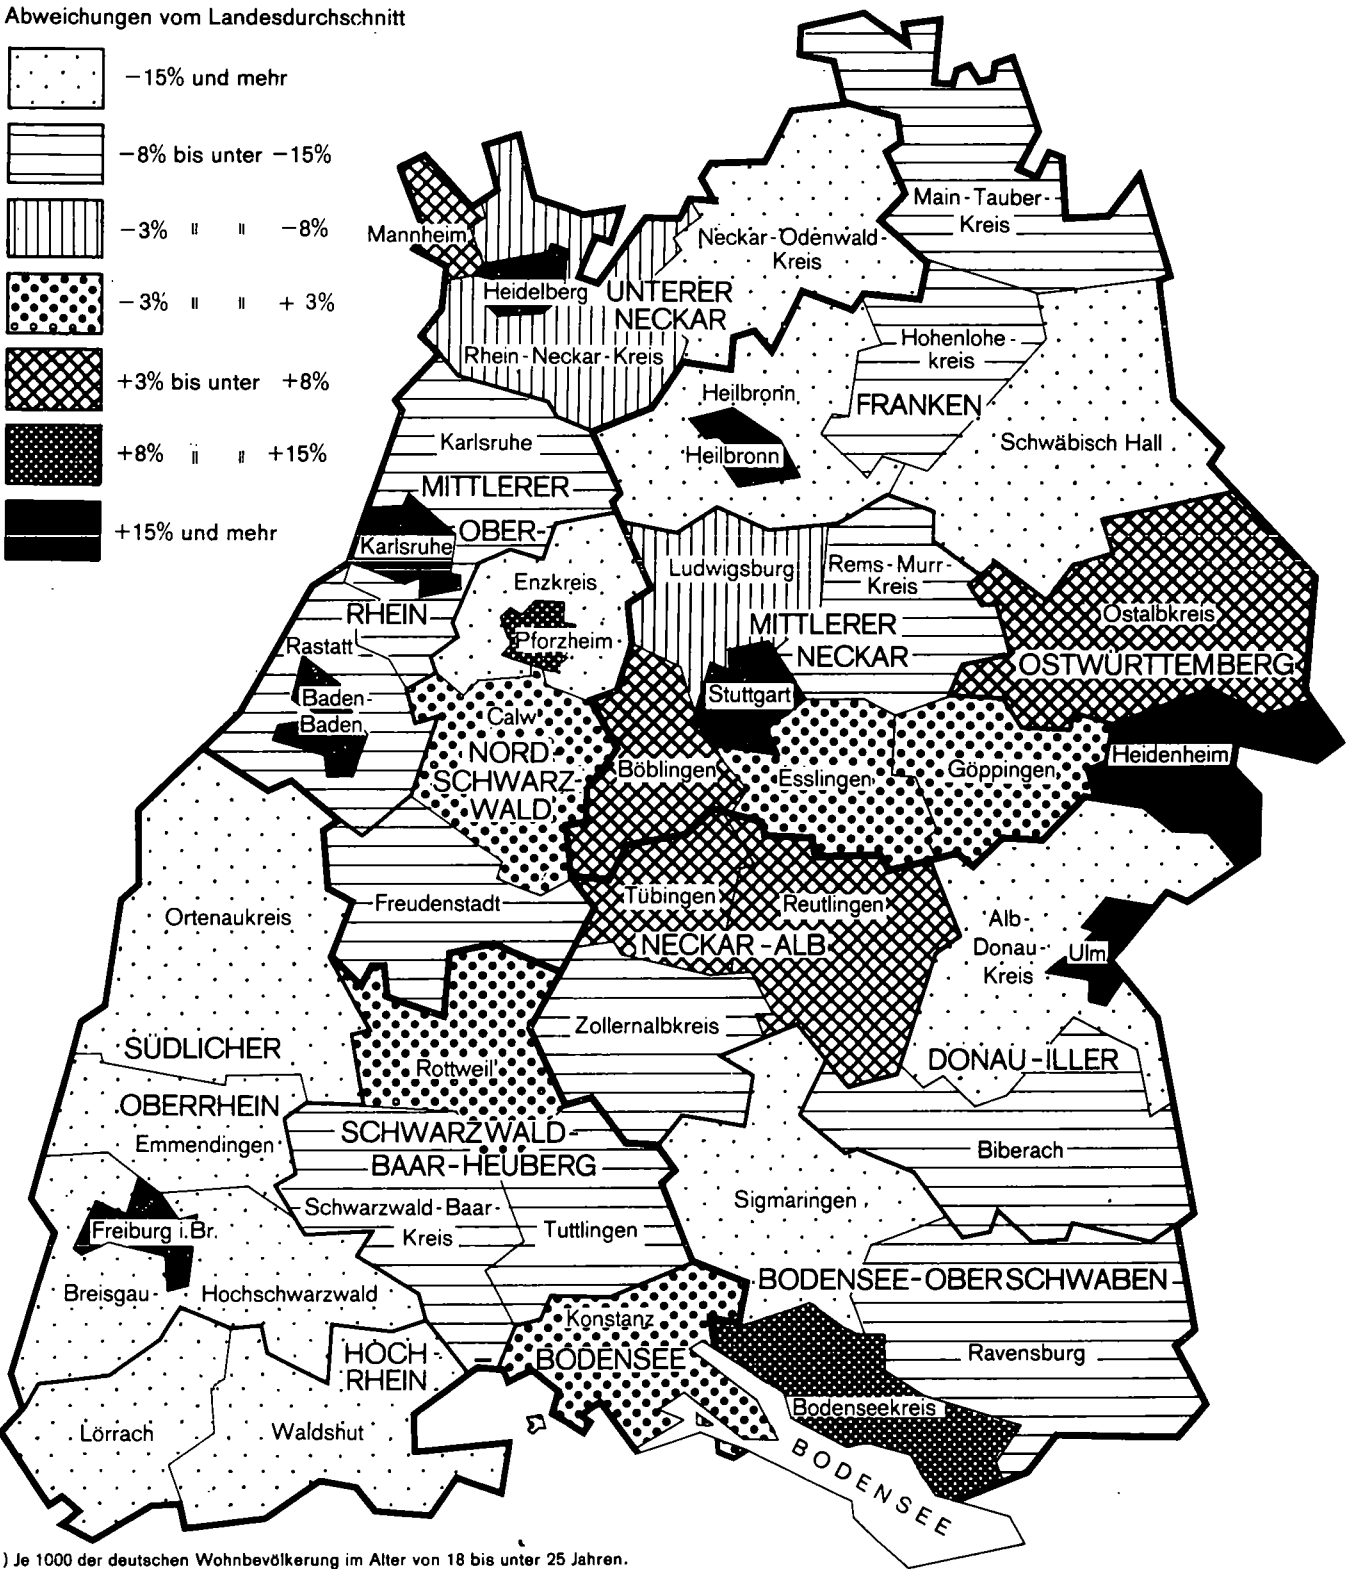 Abweichungen vom Landesdurchschnitt
−15% und mehr
−8% bis unter −15%
−3% " " −8%
−3% " " + 3%
+3% bis unter +8%
+8% " " +15%
+15% und mehr
Main-Tauber-
Kreis
Mannheim
Neckar-Odenwald-
Kreis
Heidelberg
UNTERER
NECKAR
Rhein-Neckar-Kreis
Hohenlohe-
kreis
Heilbronn
FRANKEN
Karlsruhe
Heilbronn
Schwäbisch Hall
MITTLERER
OBER-
Karlsruhe
RHEIN
Enzkreis
Ludwigsburg
Rems-Murr-
Kreis
Pforzheim
MITTLERER
NECKAR
Ostalbkreis
OSTWÜRTTEMBERG
Rastatt
Baden-
Baden
Stuttgart
Calw
NORD
SCHWARZ-
WALD
Böblingen
Esslingen
Göppingen
Heidenheim
Ortenaukreis
Freudenstadt
Tübingen
Reutlingen
NECKAR-ALB
Alb-
Donau-
Kreis
Ulm
Zollernalbkreis
SÜDLICHER
OBERRHEIN
Rottweil
DONAU-ILLER
Emmendingen
SCHWARZWALD-
BAAR-HEUBERG
Biberach
Schwarzwald-Baar-
Kreis
Tuttlingen
Sigmaringen
Freiburg i.Br.
Breisgau-
Hochschwarzwald
BODENSEE-OBERSCHWABEN
Konstanz
BODENSEE
HOCH-
RHEIN
Ravensburg
Bodenseekreis
Lörrach
Waldshut
BODENSEE
) Je 1000 der deutschen Wohnbevölkerung im Alter von 18 bis unter 25 Jahren.